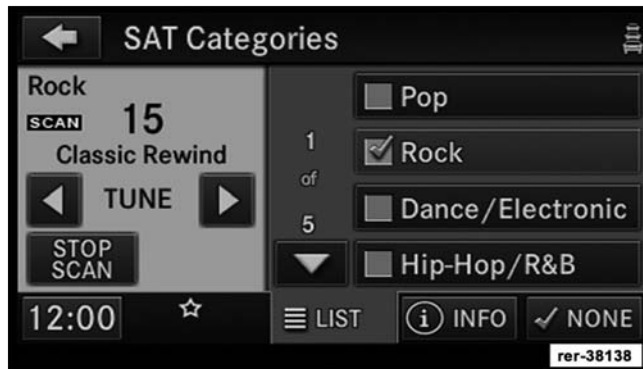 SAT Categories
Rock
SCAN 15
Classic Rewind
TUNE
STOP
SCAN
1
of
5
Pop
Rock
Dance/Electronic
Hip-Hop/R&B
12:00
LIST
INFO
NONE
rer-38138